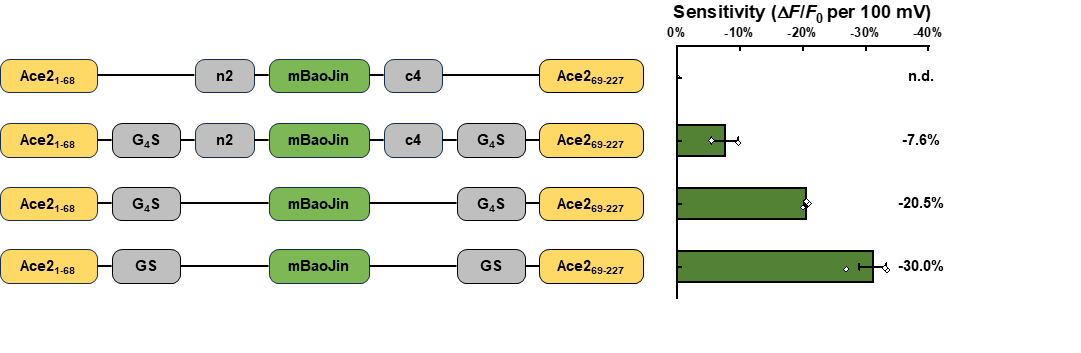 Sensitivity (ΔF/F0 per 100 mV)
0% -10% -20% -30% -40%
Ace21-68 n2 mBaoJin c4 Ace269-227 n.d.
Ace21-68 G4S n2 mBaoJin c4 G4S Ace269-227 -7.6%
Ace21-68 G4S mBaoJin G4S Ace269-227 -20.5%
Ace21-68 GS mBaoJin GS Ace269-227 -30.0%